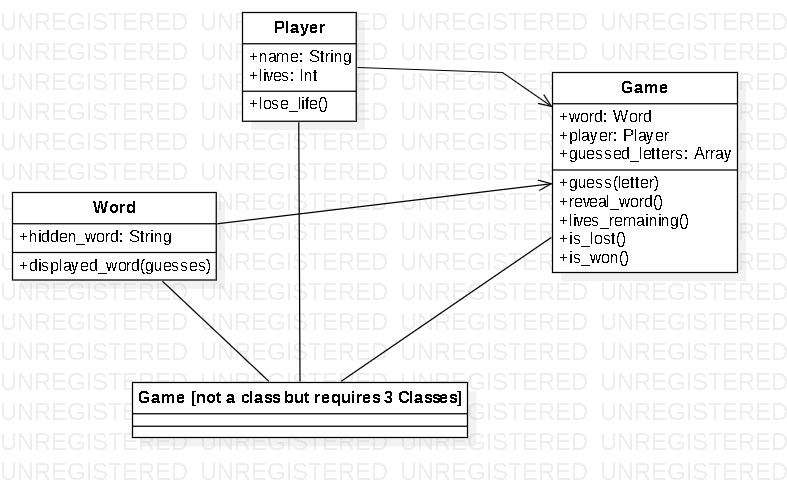 Player
+name: String
+lives: Int
+lose_life()
Game
+word: Word
+player: Player
+guessed_letters: Array
+guess(letter)
+reveal_word()
+lives_remaining()
+is_lost()
+is_won()
Word
+hidden_word: String
+displayed_word(guesses)
Game [not a class but requires 3 Classes]
UNREGISTERED UNREGISTERED UNREGISTERED UNREGISTERED